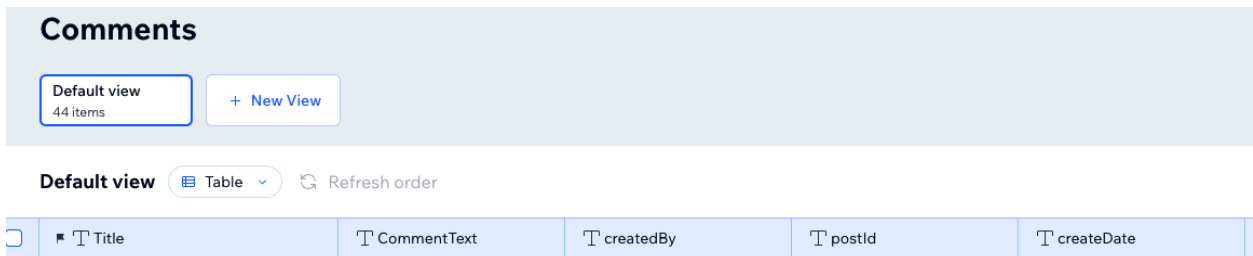 Comments
Default view
44 items
+ New View
Default view Table Refresh order
Title CommentText createdBy postId createDate